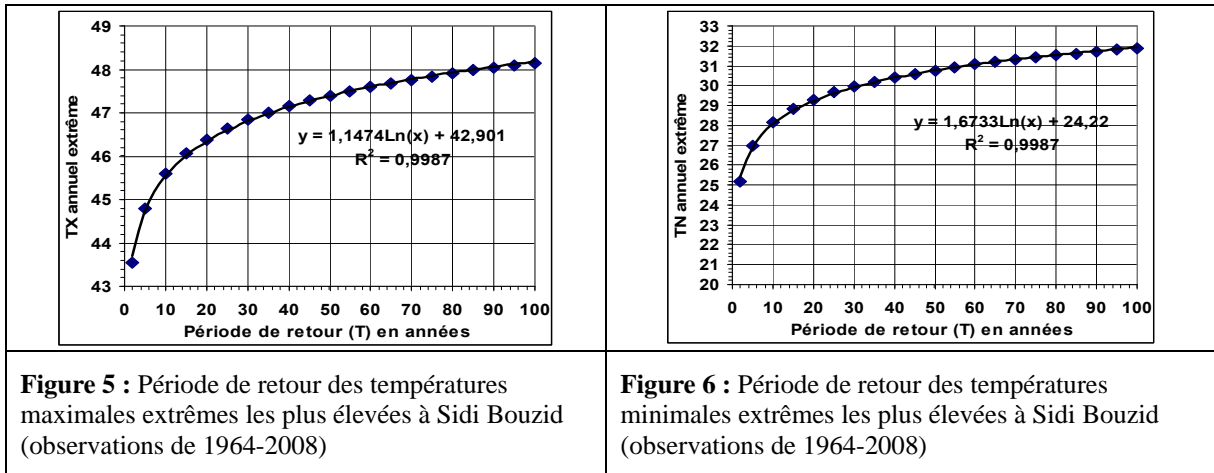 49
48
47
46
45
44
43
TX annuel extrême
y = 1,1474Ln(x) + 42,901
R² = 0,9987
0 10 20 30 40 50 60 70 80 90 100
Période de retour (T) en années
33
32
31
30
29
28
27
26
25
24
23
22
21
20
TN annuel extrême
y = 1,6733Ln(x) + 24,22
R² = 0,9987
0 10 20 30 40 50 60 70 80 90 100
Période de retour (T) en années
Figure 5 : Période de retour des températures
maximales extrêmes les plus élevées à Sidi Bouzid
(observations de 1964-2008)
Figure 6 : Période de retour des températures
minimales extrêmes les plus élevées à Sidi Bouzid
(observations de 1964-2008)